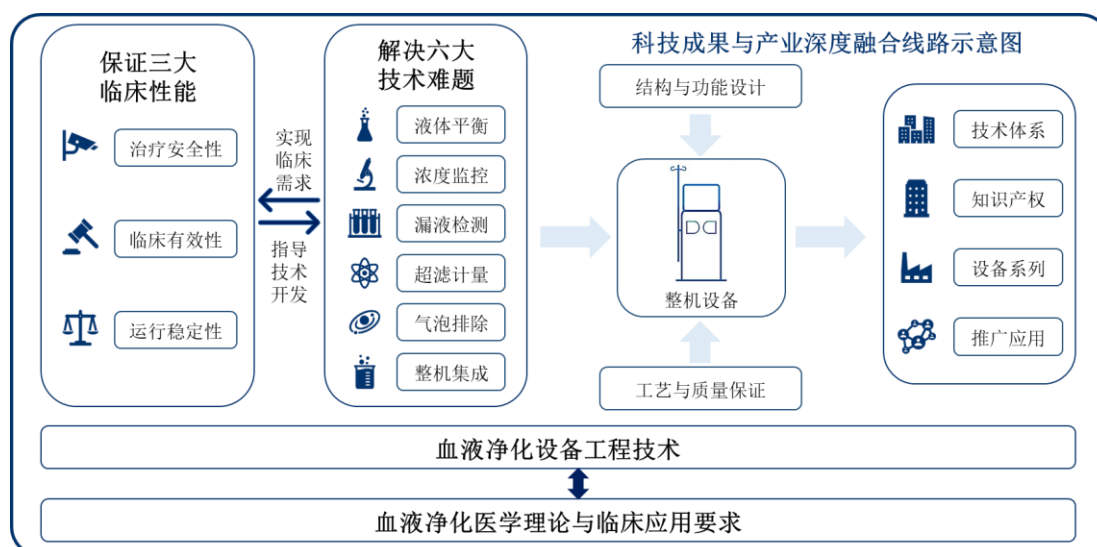 科技成果与产业深度融合线路示意图
保证三大
临床性能
治疗安全性
临床有效性
运行稳定性
实现
临床
需求
指导
技术
开发
解决六大
技术难题
液体平衡
浓度监控
漏液检测
超滤计量
气泡排除
整机集成
结构与功能设计
整机设备
工艺与质量保证
技术体系
知识产权
设备系列
推广应用
血液净化设备工程技术
血液净化医学理论与临床应用要求